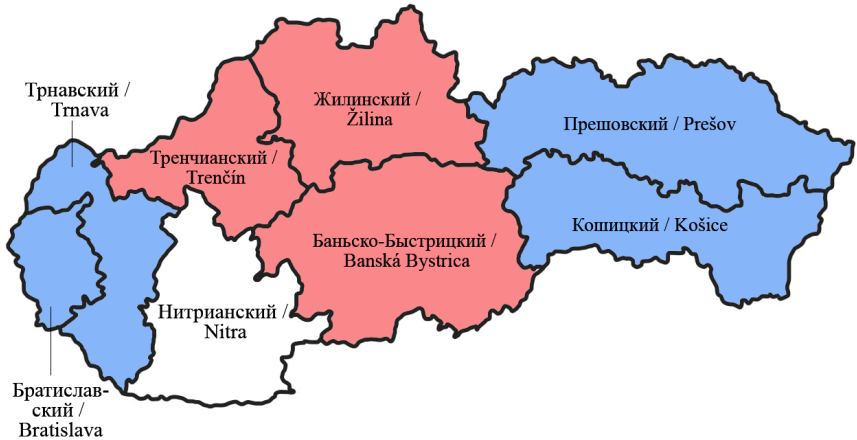 Трнавский /
Trnava
Жилинский /
Žilina
Прешовский / Prešov
Тренчианский /
Trenčín
Кошицкий / Košice
Баньско-Быстрицкий /
Banská Bystrica
Нитрианский /
Nitra
Братислав-
ский /
Bratislava